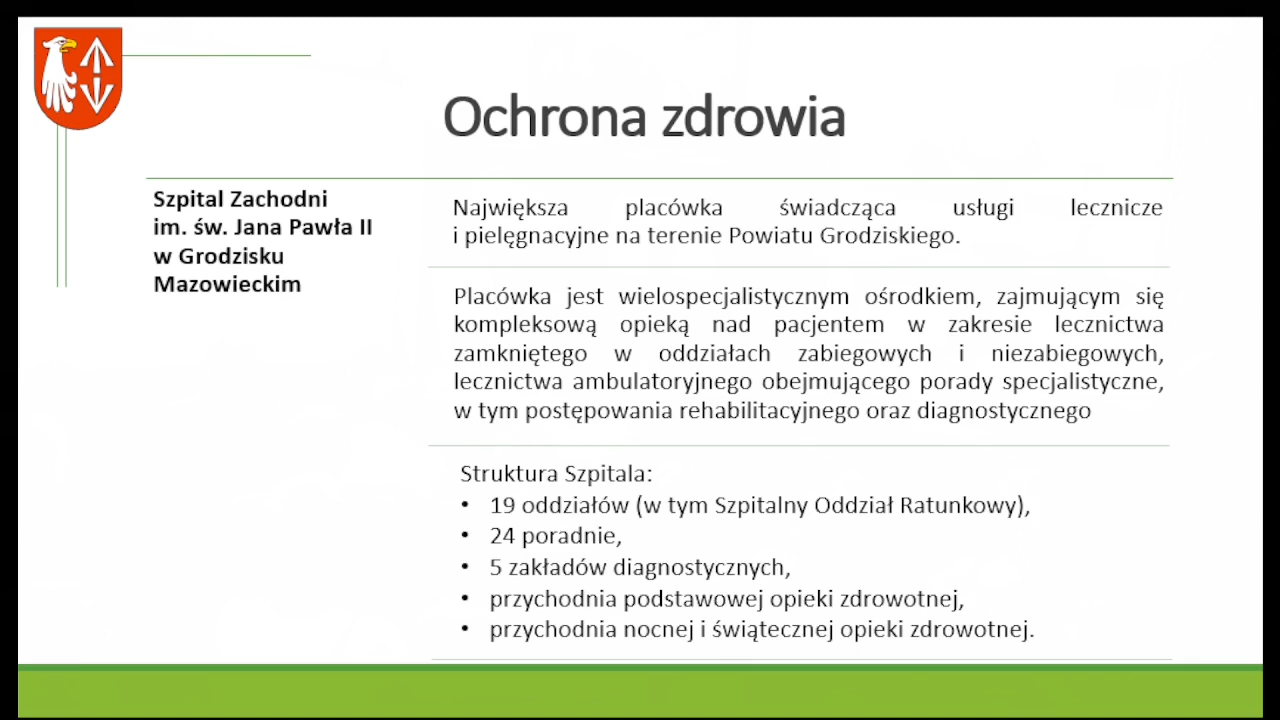 Ochrona zdrowia
Szpital Zachodni
im. św. Jana Pawła II
w Grodzisku
Mazowieckim
Największa placówka świadcząca usługi lecznicze
i pielęgnacyjne na terenie Powiatu Grodziskiego.
Placówka jest wielospecjalistycznym ośrodkiem, zajmującym się
kompleksową opieką nad pacjentem w zakresie lecznictwa
zamkniętego w oddziałach zabiegowych i niezabiegowych,
lecznictwa ambulatoryjnego obejmującego porady specjalistyczne,
w tym postępowania rehabilitacyjnego oraz diagnostycznego
Struktura Szpitala:
• 19 oddziałów (w tym Szpitalny Oddział Ratunkowy),
• 24 poradnie,
• 5 zakładów diagnostycznych,
• przychodnia podstawowej opieki zdrowotnej,
• przychodnia nocnej i świątecznej opieki zdrowotnej.